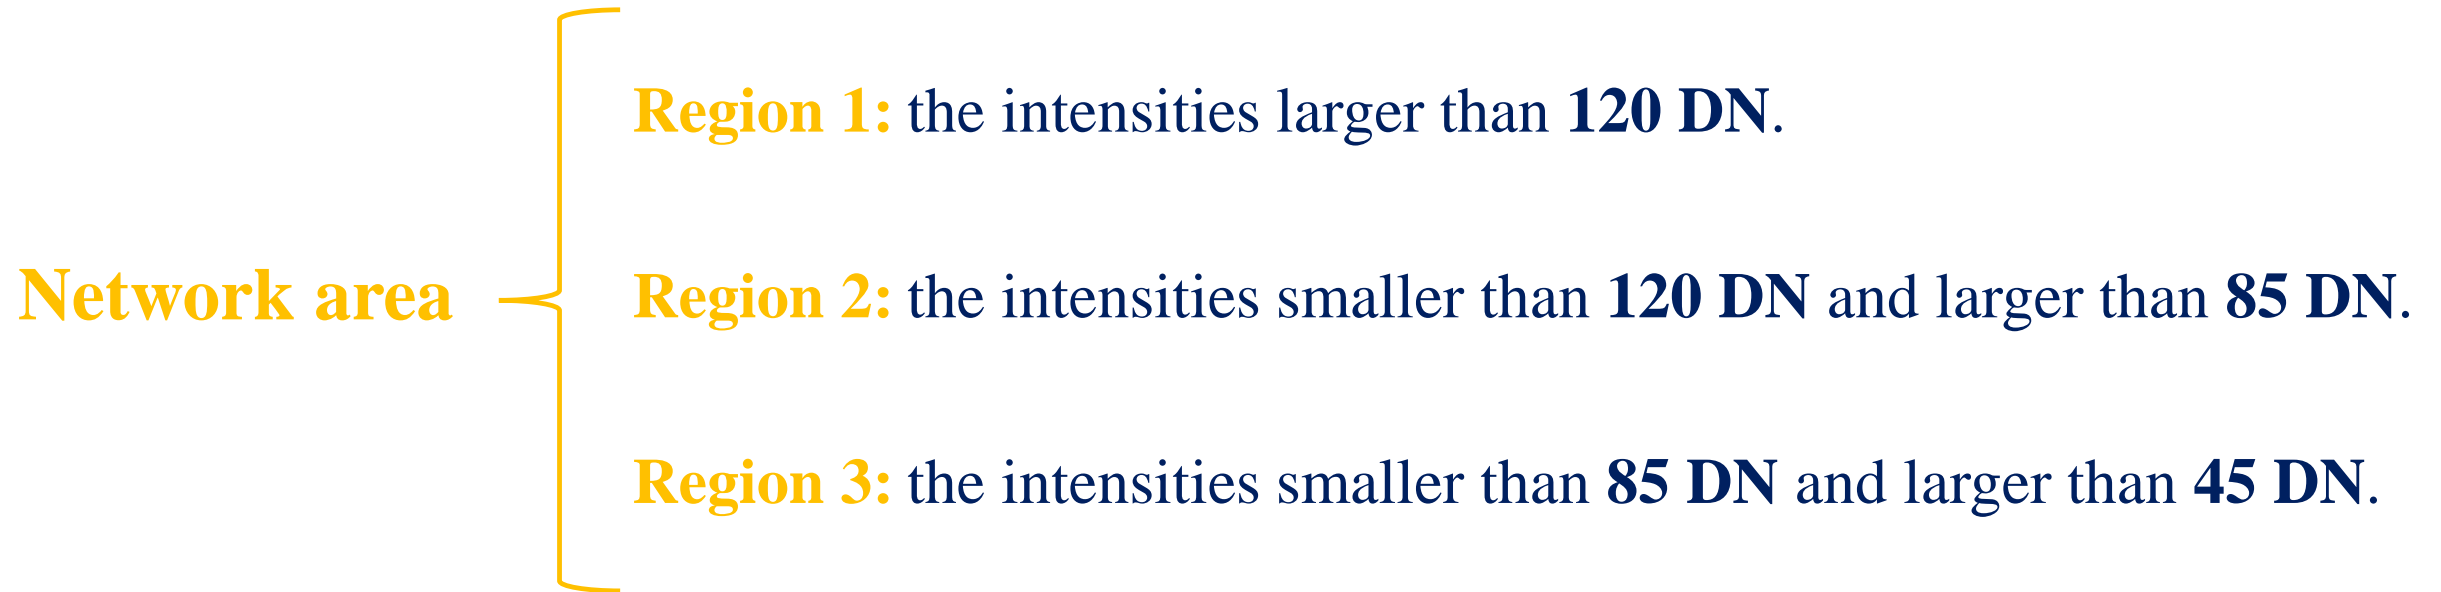 Network area
Region 1: the intensities larger than 120 DN.
Region 2: the intensities smaller than 120 DN and larger than 85 DN.
Region 3: the intensities smaller than 85 DN and larger than 45 DN.